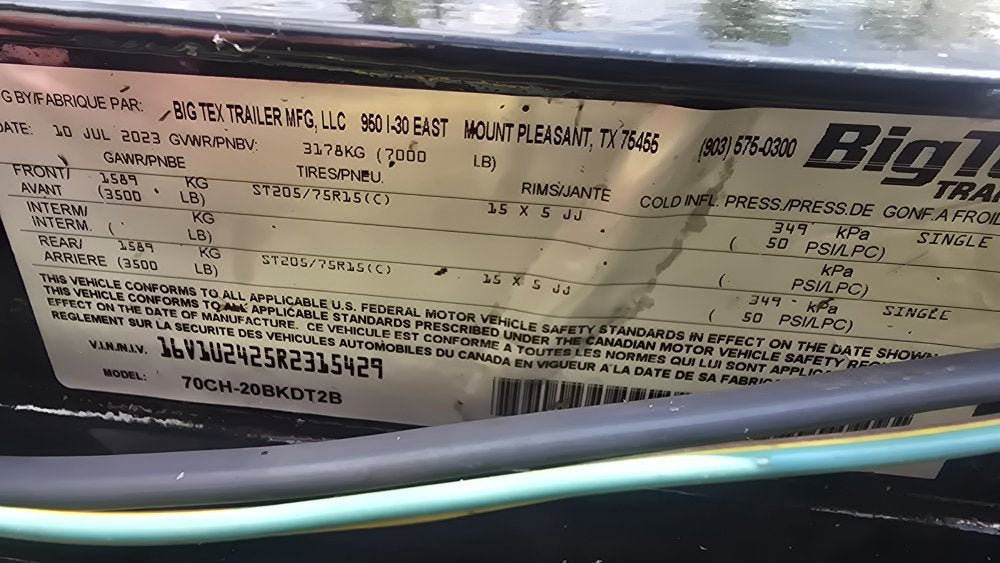 G BY/FABRIQUE PAR: BIG TEX TRAILER MFG, LLC 950 I-30 EAST MOUNT PLEASANT, TX 75455 (903) 575-0300 BigT
DATE: 10 JUL 2023 GVWR/PNBV: 3178KG (7000 LB) TRA
GAWR/PNBE TIRES/PNEU. RIMS/JANTE COLD INFL. PRESS./PRESS.DE GONF.A FROID
FRONT/ 1589 KG ST205/75R15(C) 15 X 5 JJ 349 kPa SINGLE
AVANT (3500 LB) ( 50 PSI/LPC)
INTERM/ KG kPa
INTERM. ( LB) ( PSI/LPC)
REAR/ 1589 KG ST205/75R15(C) 15 X 5 JJ 349 kPa SINGLE
ARRIERE (3500 LB) ( 50 PSI/LPC)
THIS VEHICLE CONFORMS TO ALL APPLICABLE U.S. FEDERAL MOTOR VEHICLE SAFETY STANDARDS IN EFFECT ON THE DATE SHOWN
THIS VEHICLE CONFORMS TO ALL APPLICABLE STANDARDS PRESCRIBED UNDER THE CANADIAN MOTOR VEHICLE SAFETY REG
EFFECT ON THE DATE OF MANUFACTURE. CE VEHICULE EST CONFORME A TOUTES LES NORMES QUI LUI SONT APPLIC
REGLEMENT SUR LA SECURITE DES VEHICULES AUTOMOBILES DU CANADA EN VIGUEUR A LA DATE DE SA FABRIC
V.I.N./N.I.V. 16V1U2425R2315429
MODEL: 70CH-20BKDT2B